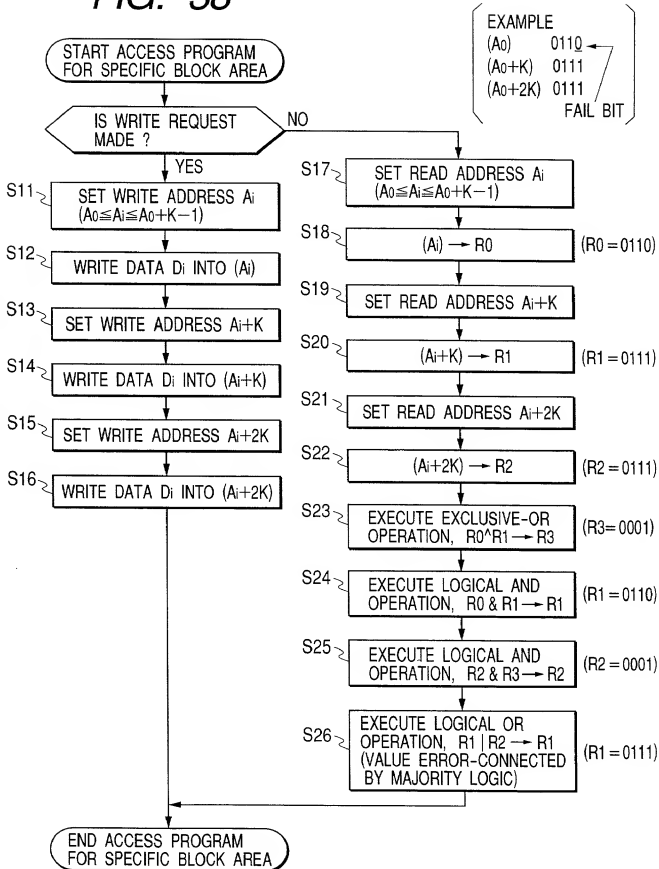 FIG. 38
EXAMPLE
(A0) 0110
(A0+K) 0111
(A0+2K) 0111
FAIL BIT
START ACCESS PROGRAM
FOR SPECIFIC BLOCK AREA
IS WRITE REQUEST
MADE ?
NO
YES
S11
SET WRITE ADDRESS Ai
(A0≦Ai≦A0+K−1)
S12
WRITE DATA Di INTO (Ai)
S13
SET WRITE ADDRESS Ai+K
S14
WRITE DATA Di INTO (Ai+K)
S15
SET WRITE ADDRESS Ai+2K
S16
WRITE DATA Di INTO (Ai+2K)
S17
SET READ ADDRESS Ai
(A0≦Ai≦A0+K−1)
S18
(Ai) → R0
(R0 = 0110)
S19
SET READ ADDRESS Ai+K
S20
(Ai+K) → R1
(R1 = 0111)
S21
SET READ ADDRESS Ai+2K
S22
(Ai+2K) → R2
(R2 = 0111)
S23
EXECUTE EXCLUSIVE-OR
OPERATION, R0^R1 → R3
(R3= 0001)
S24
EXECUTE LOGICAL AND
OPERATION, R0 & R1 → R1
(R1 = 0110)
S25
EXECUTE LOGICAL AND
OPERATION, R2 & R3 → R2
(R2 = 0001)
S26
EXECUTE LOGICAL OR
OPERATION, R1 | R2 → R1
(VALUE ERROR-CONNECTED
BY MAJORITY LOGIC)
(R1 = 0111)
END ACCESS PROGRAM
FOR SPECIFIC BLOCK AREA